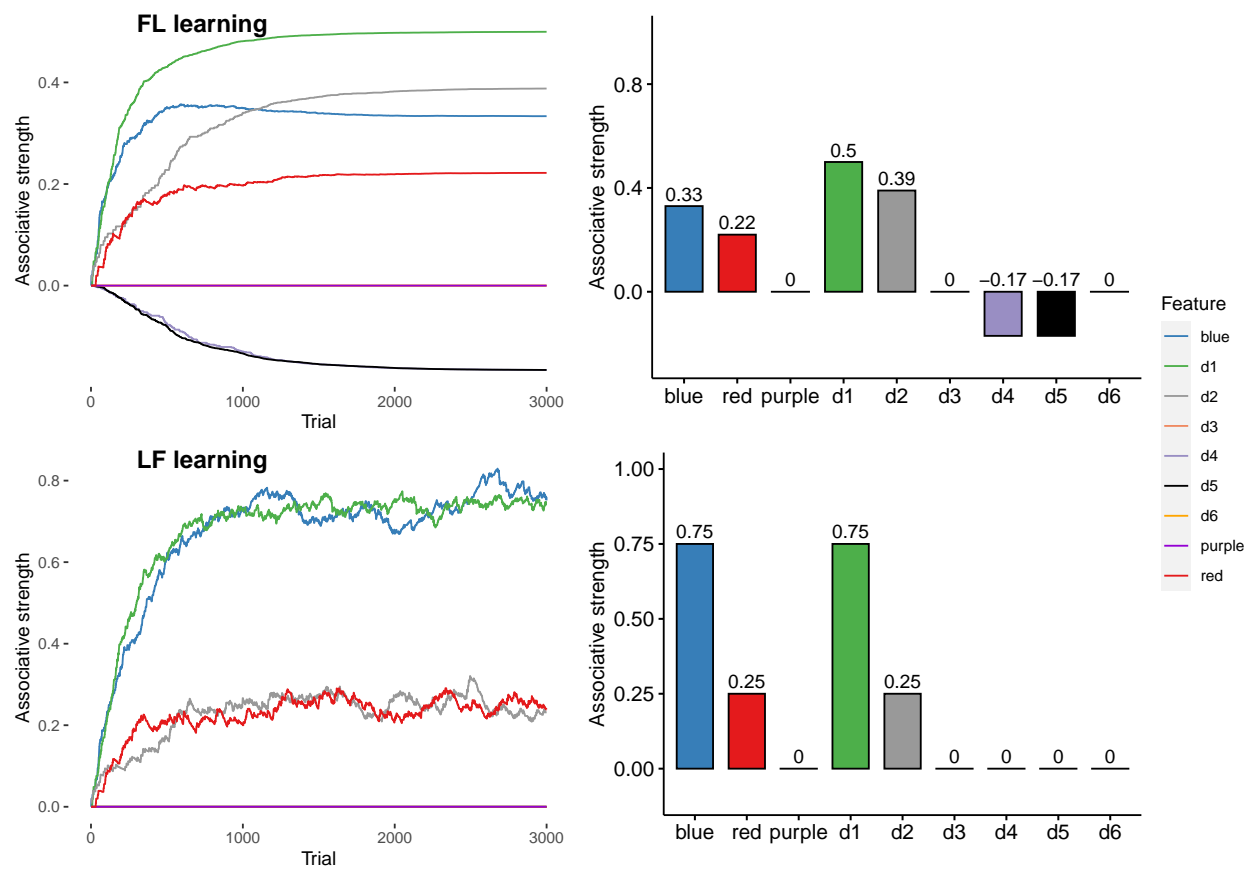 FL learning
Associative strength
0.4
0.2
0.0
0
1000
2000
3000
Trial
Associative strength
0.8
0.4
0.0
0.33
0.22
0
0.5
0.39
0
−0.17
−0.17
0
blue
red
purple
d1
d2
d3
d4
d5
d6
LF learning
Associative strength
0.8
0.6
0.4
0.2
0.0
0
1000
2000
3000
Trial
Associative strength
1.00
0.75
0.50
0.25
0.00
0.75
0.25
0
0.75
0.25
0
0
0
0
blue
red
purple
d1
d2
d3
d4
d5
d6
Feature
blue
d1
d2
d3
d4
d5
d6
purple
red